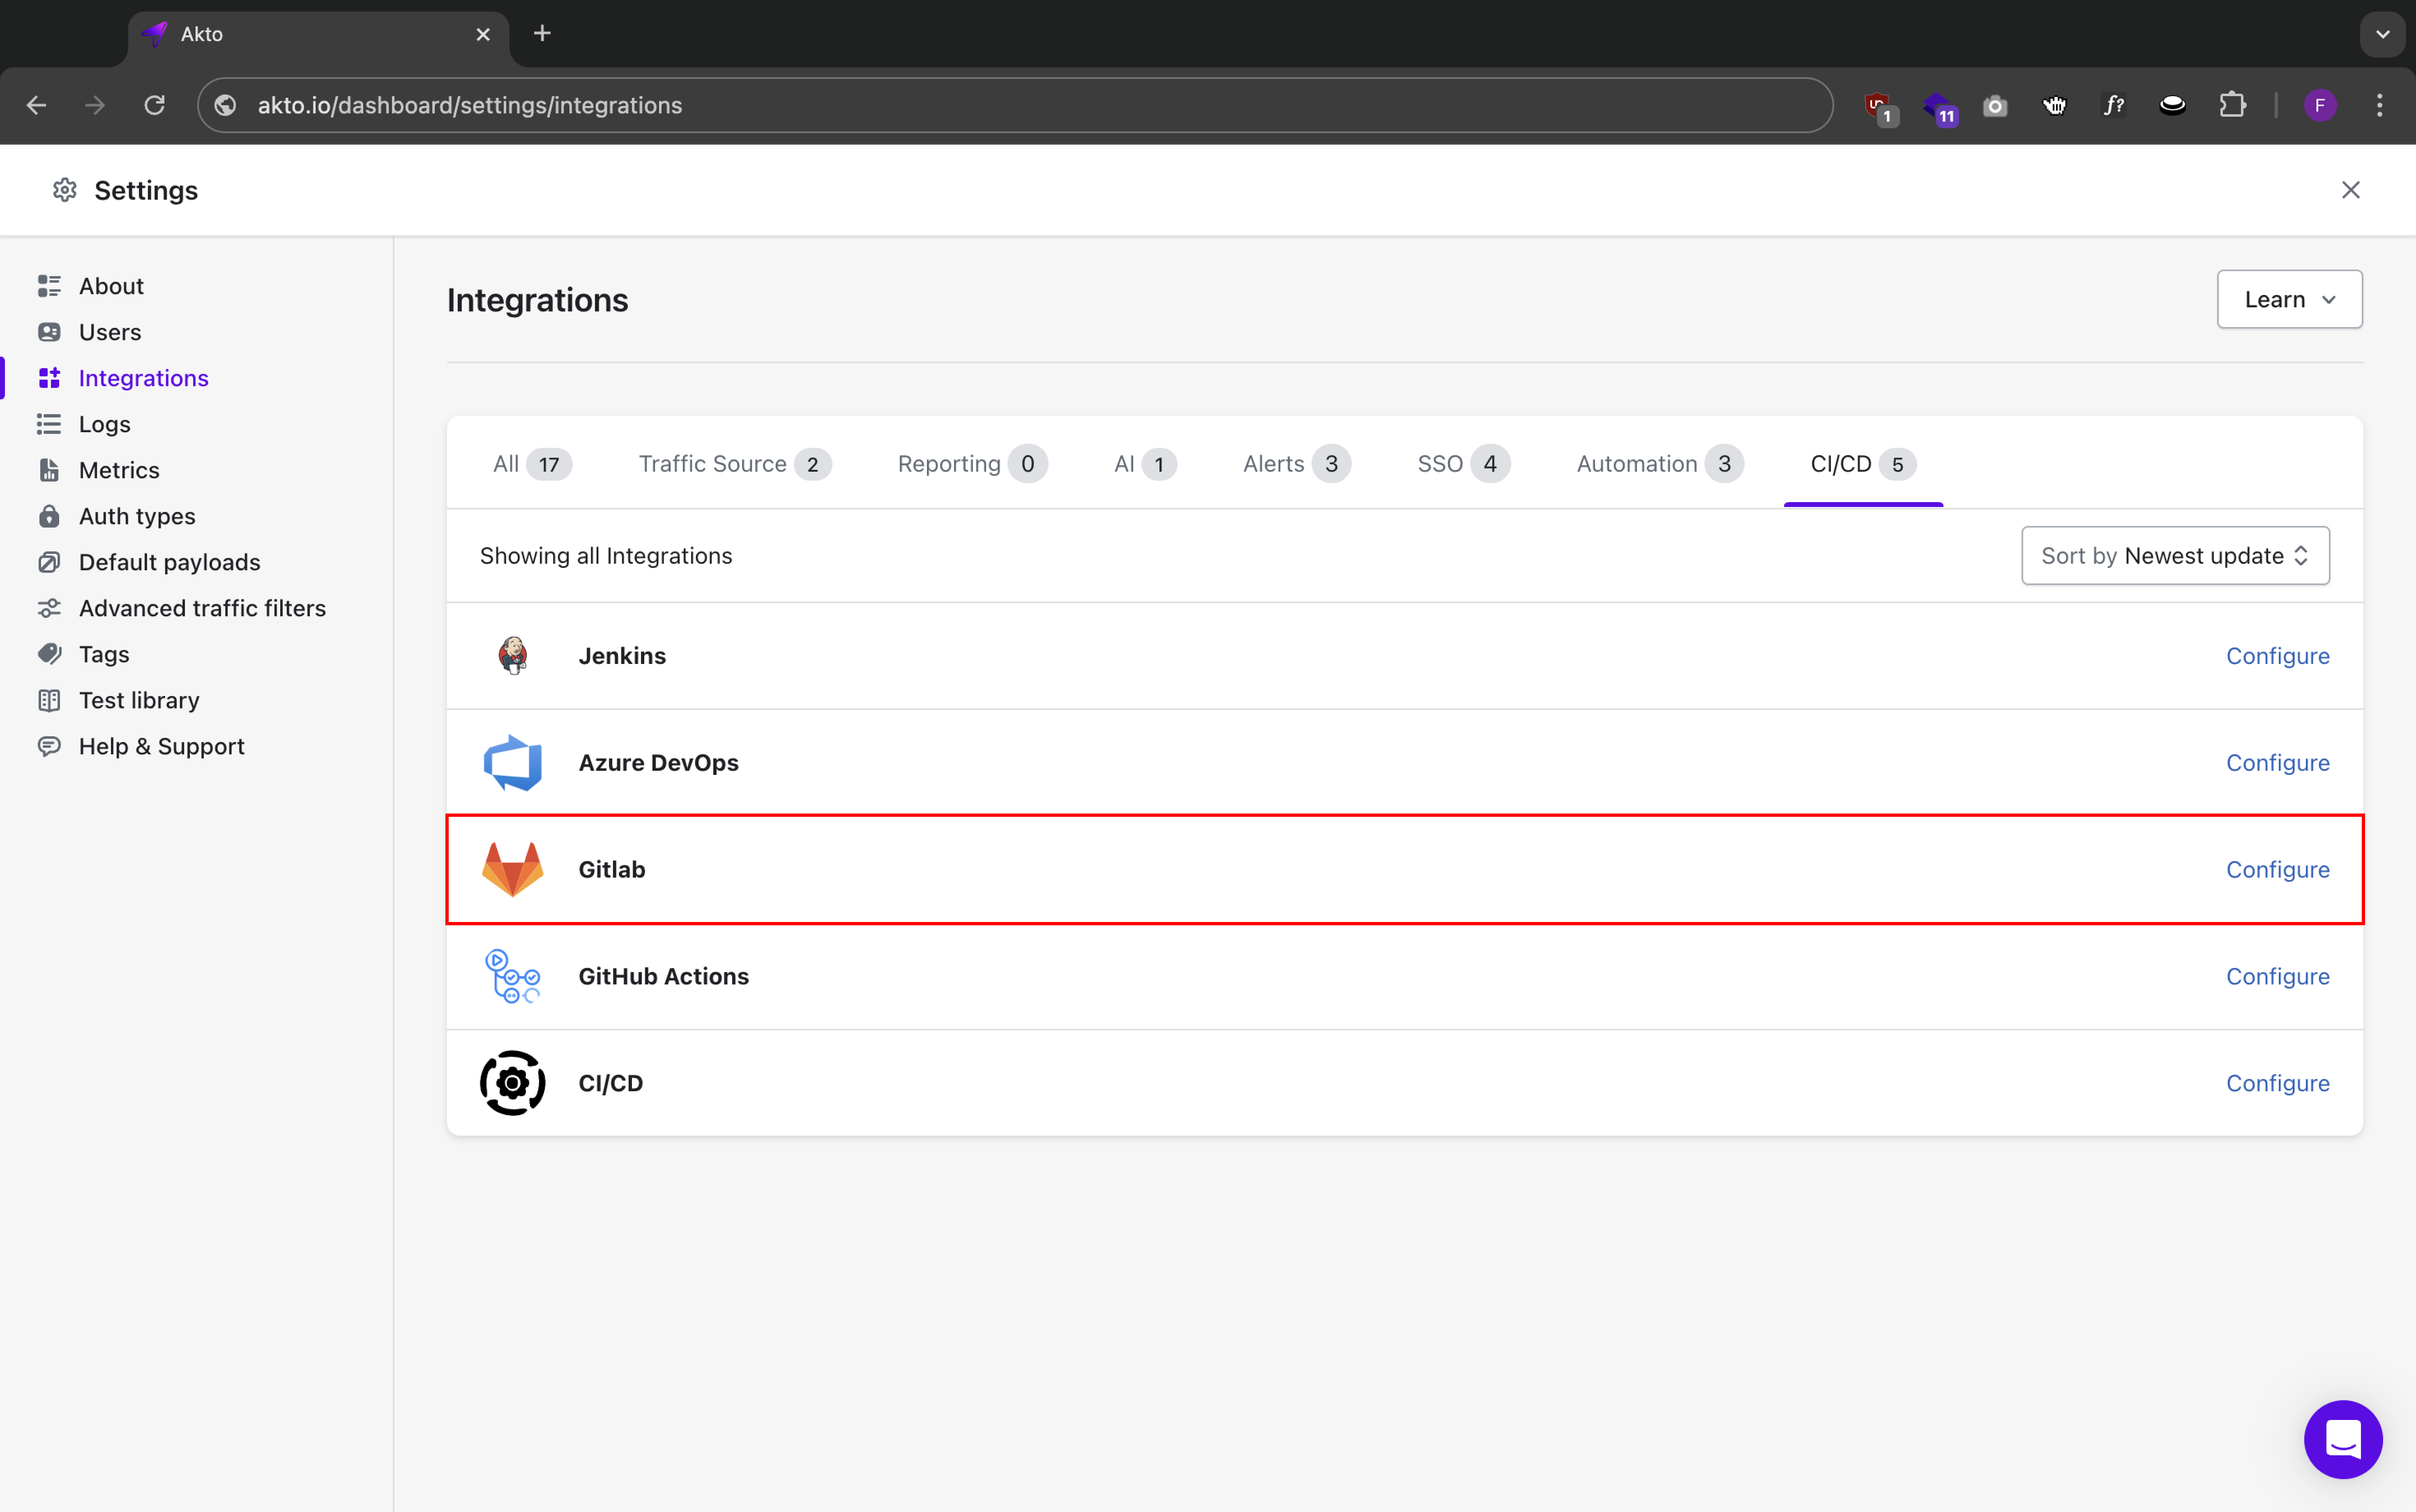 Akto
akto.io/dashboard/settings/integrations
1
11
f?
F
Settings
About
Users
Integrations
Logs
Metrics
Auth types
Default payloads
Advanced traffic filters
Tags
Test library
Help & Support
Integrations
Learn
All 17
Traffic Source 2
Reporting 0
AI 1
Alerts 3
SSO 4
Automation 3
CI/CD 5
Showing all Integrations
Sort by Newest update
Jenkins
Configure
Azure DevOps
Configure
Gitlab
Configure
GitHub Actions
Configure
CI/CD
Configure